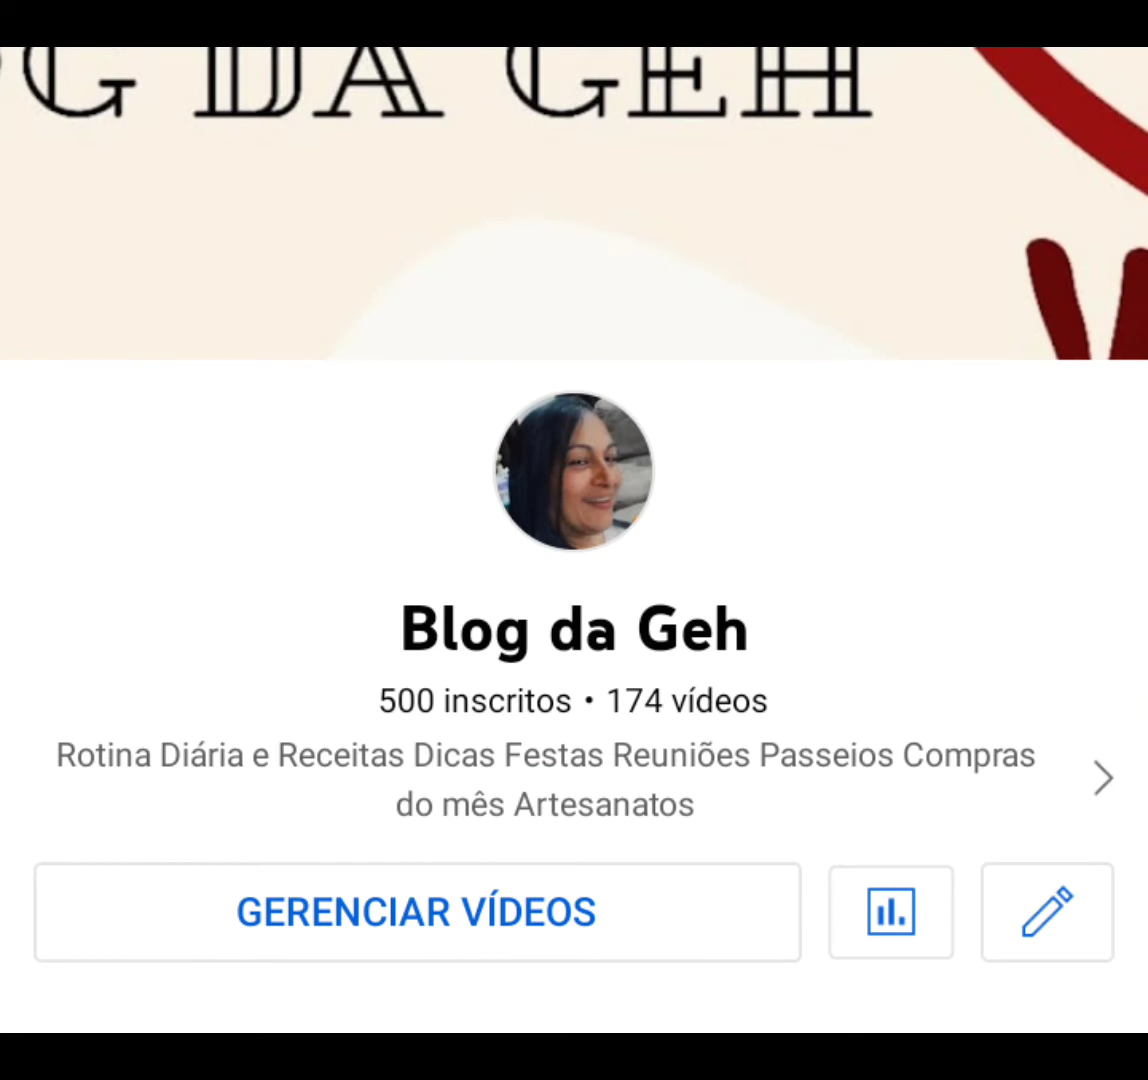 G DA GEH
Blog da Geh
500 inscritos • 174 vídeos
Rotina Diária e Receitas Dicas Festas Reuniões Passeios Compras
do mês Artesanatos
GERENCIAR VÍDEOS